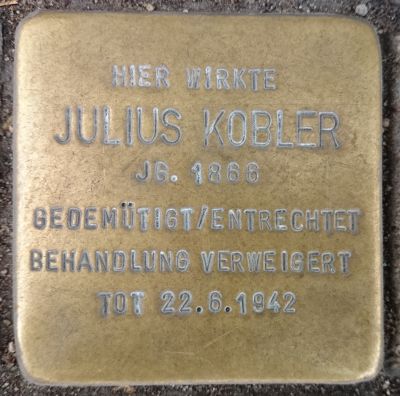 HIER WIRKTE
JULIUS KOBLER
JG. 1866
GEDEMÜTIGT/ENTRECHTET
BEHANDLUNG VERWEIGERT
TOT 22.6.1942